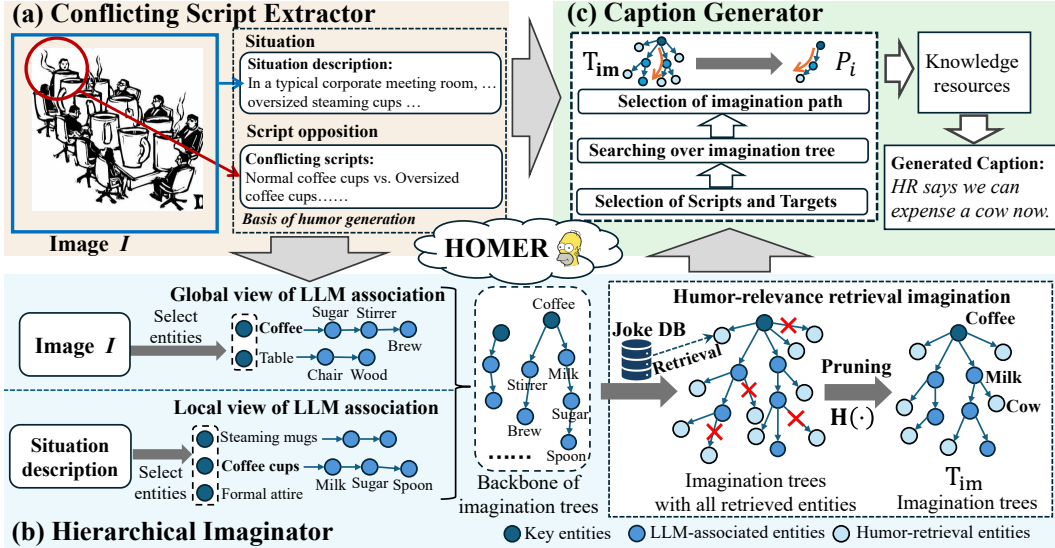 (a) Conflicting Script Extractor
Situation
Situation description:
In a typical corporate meeting room, …
oversized steaming cups …
Script opposition
Conflicting scripts:
Normal coffee cups vs. Oversized
coffee cups……
Basis of humor generation
Image I
(c) Caption Generator
T_im
P_i
Selection of imagination path
Searching over imagination tree
Selection of Scripts and Targets
Knowledge
resources
Generated Caption:
HR says we can
expense a cow now.
HOMER
Global view of LLM association
Image I
Select
entities
Coffee
Sugar
Stirrer
Brew
Table
Chair
Wood
Local view of LLM association
Situation
description
Select
entities
Steaming mugs
Coffee cups
Milk
Sugar
Spoon
Formal attire
Coffee
Stirrer
Milk
Brew
Sugar
Spoon
……
Backbone of
imagination trees
Humor-relevance retrieval imagination
Joke DB
Retrieval
Pruning
H(·)
Coffee
Milk
Cow
Imagination trees
with all retrieved entities
T_im
Imagination trees
(b) Hierarchical Imaginator
Key entities
LLM-associated entities
Humor-retrieval entities